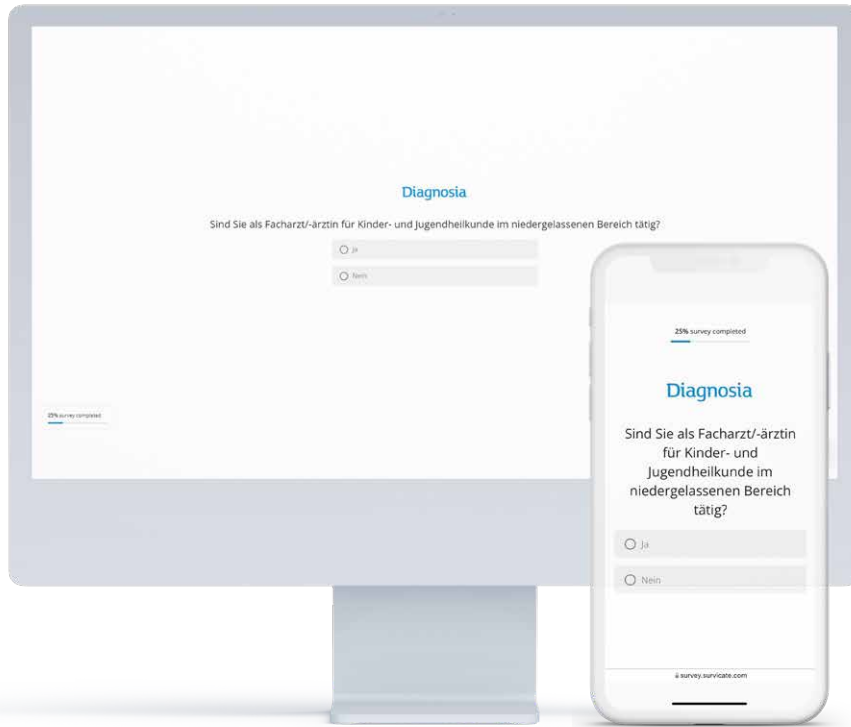 Diagnosia
Sind Sie als Facharzt/-ärztin für Kinder- und Jugendheilkunde im niedergelassenen Bereich tätig?
Ja
Nein
25% survey completed
25% survey completed
Diagnosia
Sind Sie als Facharzt/-ärztin
für Kinder- und
Jugendheilkunde im
niedergelassenen Bereich
tätig?
Ja
Nein
survey.survicate.com